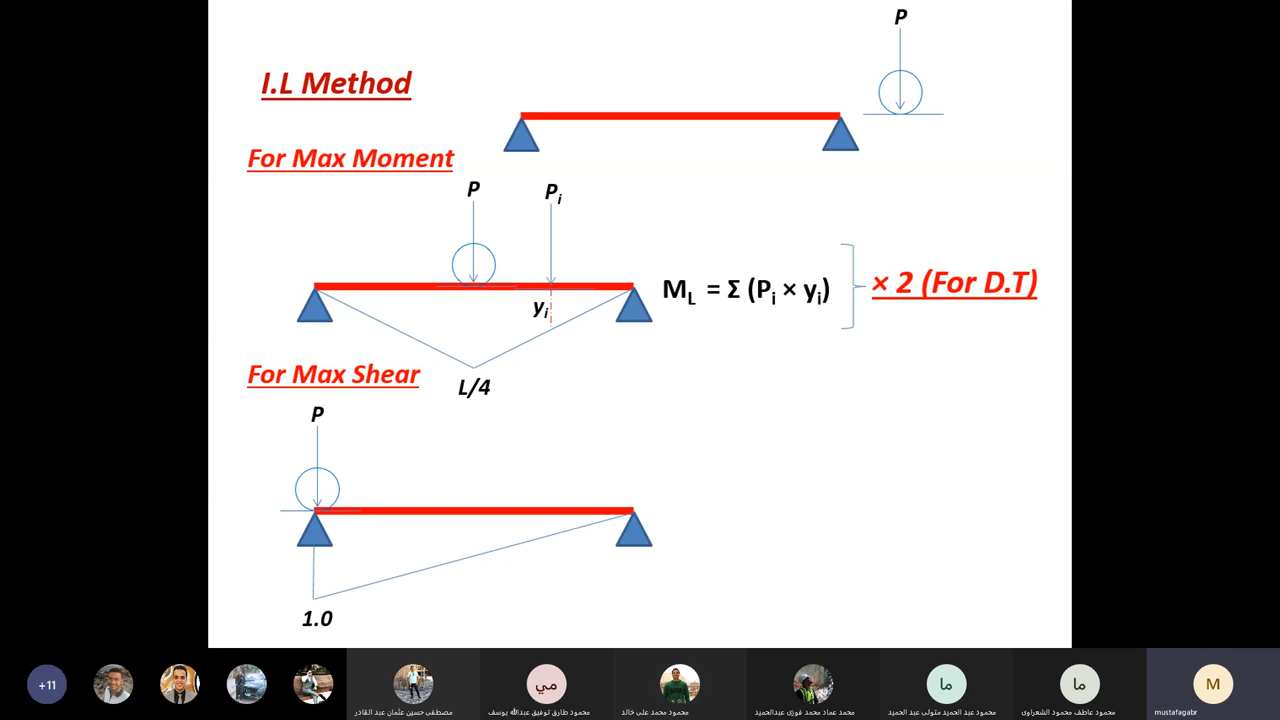 P
I.L Method
For Max Moment
P
Pi
ML = Σ (Pi × yi)
× 2 (For D.T)
yi
For Max Shear
L/4
P
1.0
+11
مصطفى حسين عثمان عبد القادر
مي
محمود طارق توفيق عبدالله يوسف
محمود محمد على خالد
محمد عماد محمد فوزى عبدالحميد
ما
محمود عبد الحميد متولى عبد الحميد
ما
محمود عاطف محمود الشعراوى
M
mustafagabr